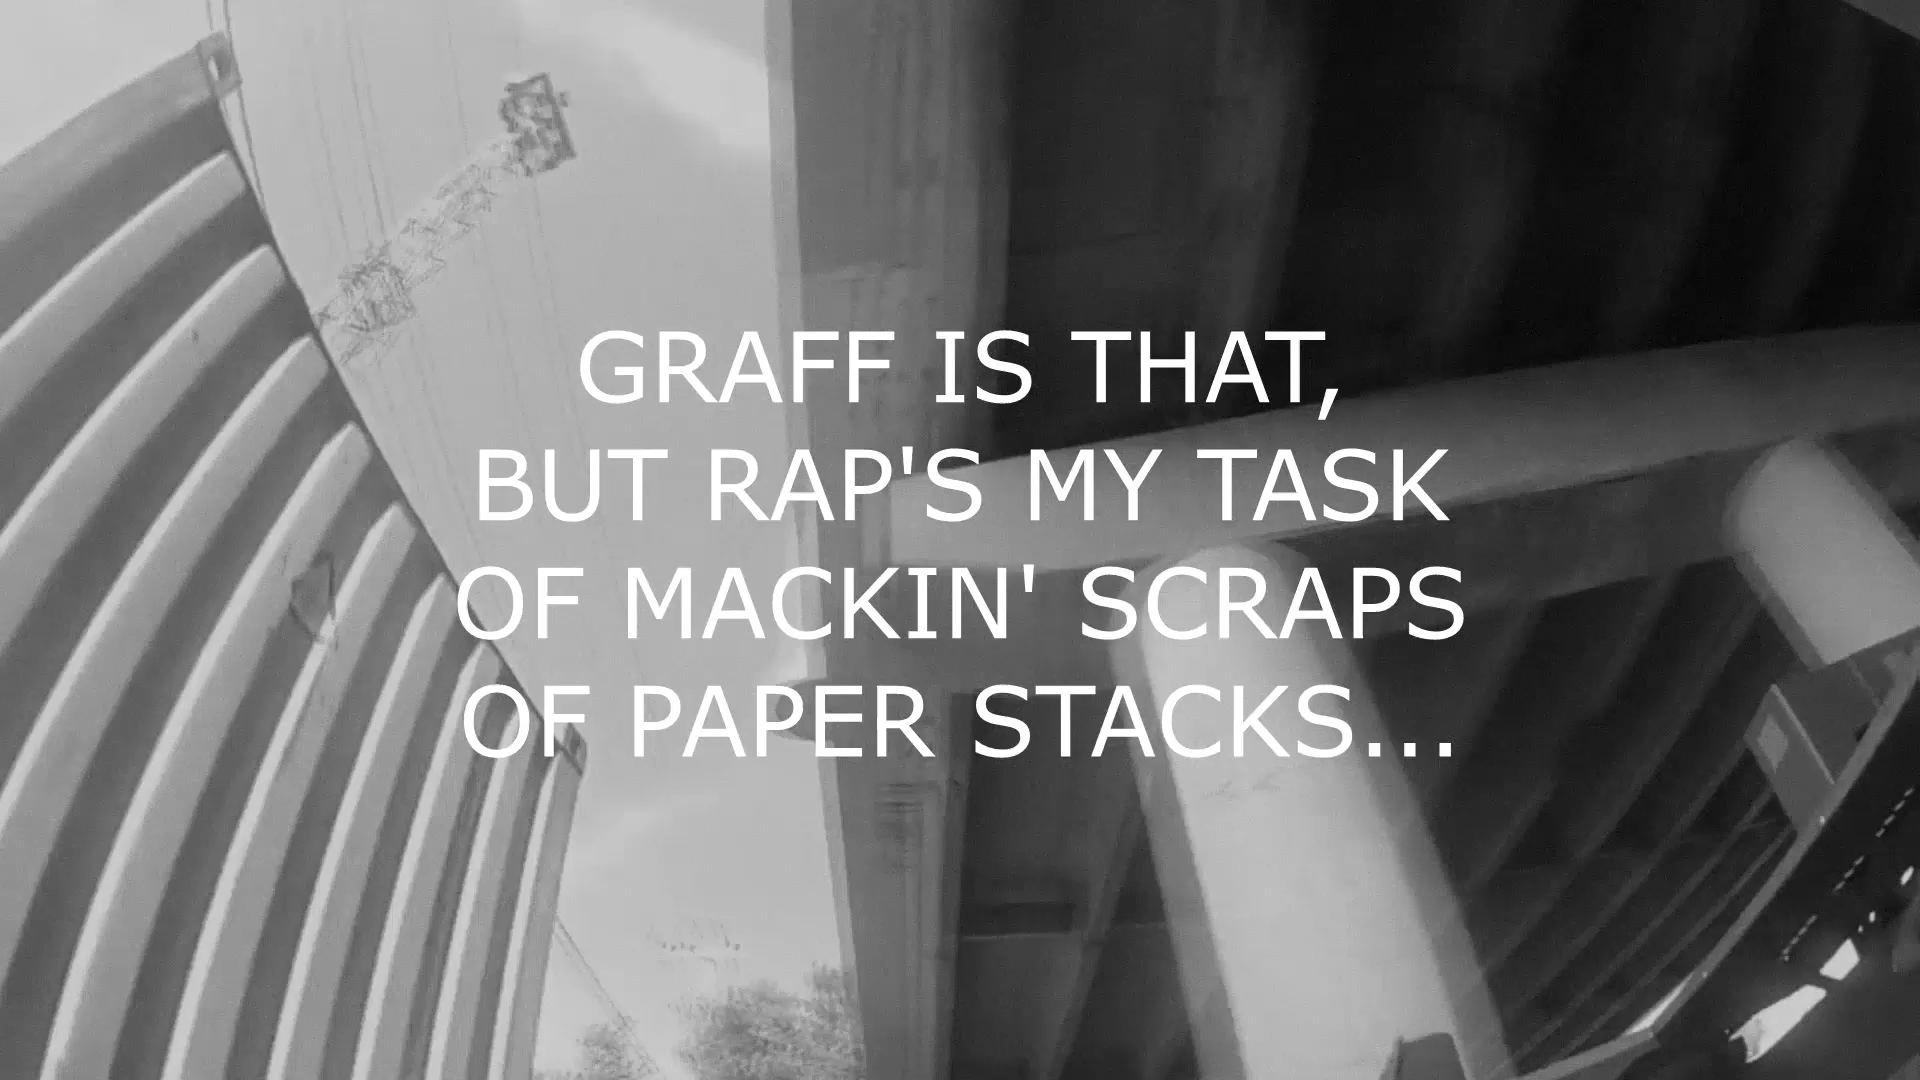 GRAFF IS THAT,
BUT RAP'S MY TASK
OF MACKIN' SCRAPS
OF PAPER STACKS...